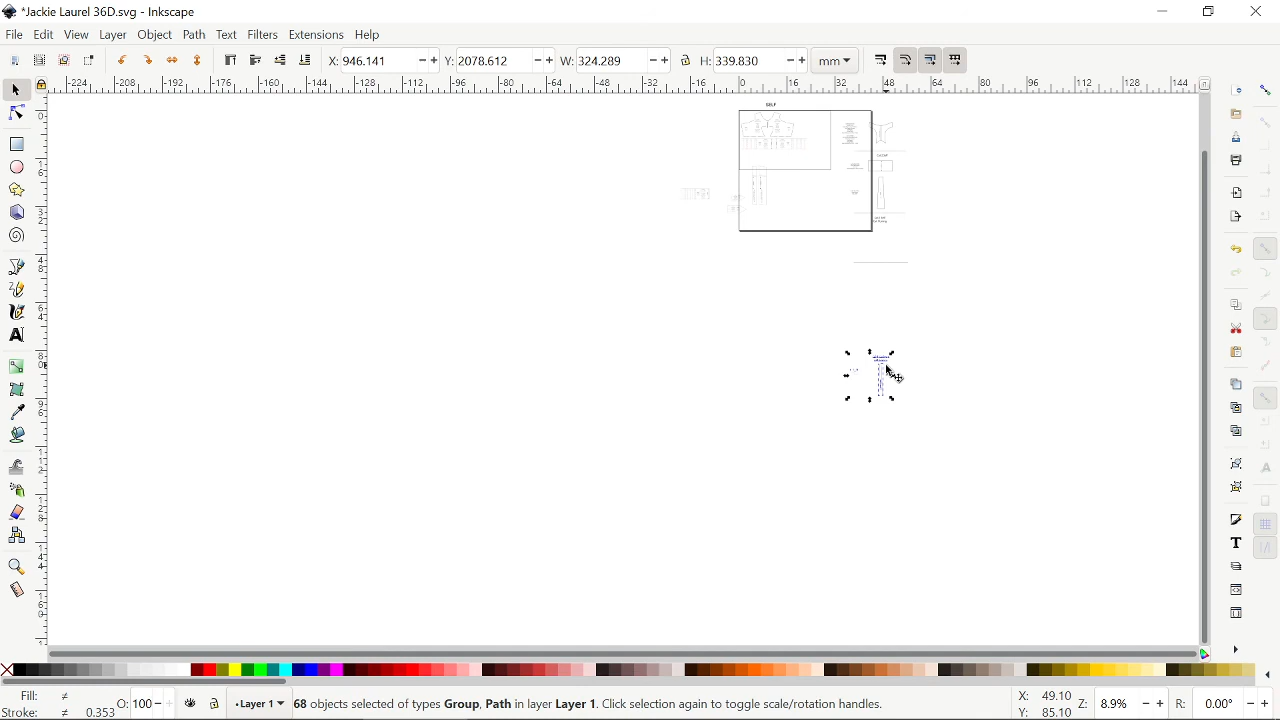 *Jackie Laurel 36D.svg - Inkscape
File Edit View Layer Object Path Text Filters Extensions Help
X: 946.141 Y: 2078.612 W: 324.289 H: 339.830 mm
-224 -208 -192 -176 -160 -144 -128 -112 -96 -80 -64 -48 -32 -16 0 16 32 48 64 80 96 112 128 144
SELF
Fill:
Stroke: 0.353
O: 100
Layer 1
68 objects selected of types Group, Path in layer Layer 1. Click selection again to toggle scale/rotation handles.
X: 49.10
Y: 85.10
Z: 8.9%
R: 0.00°